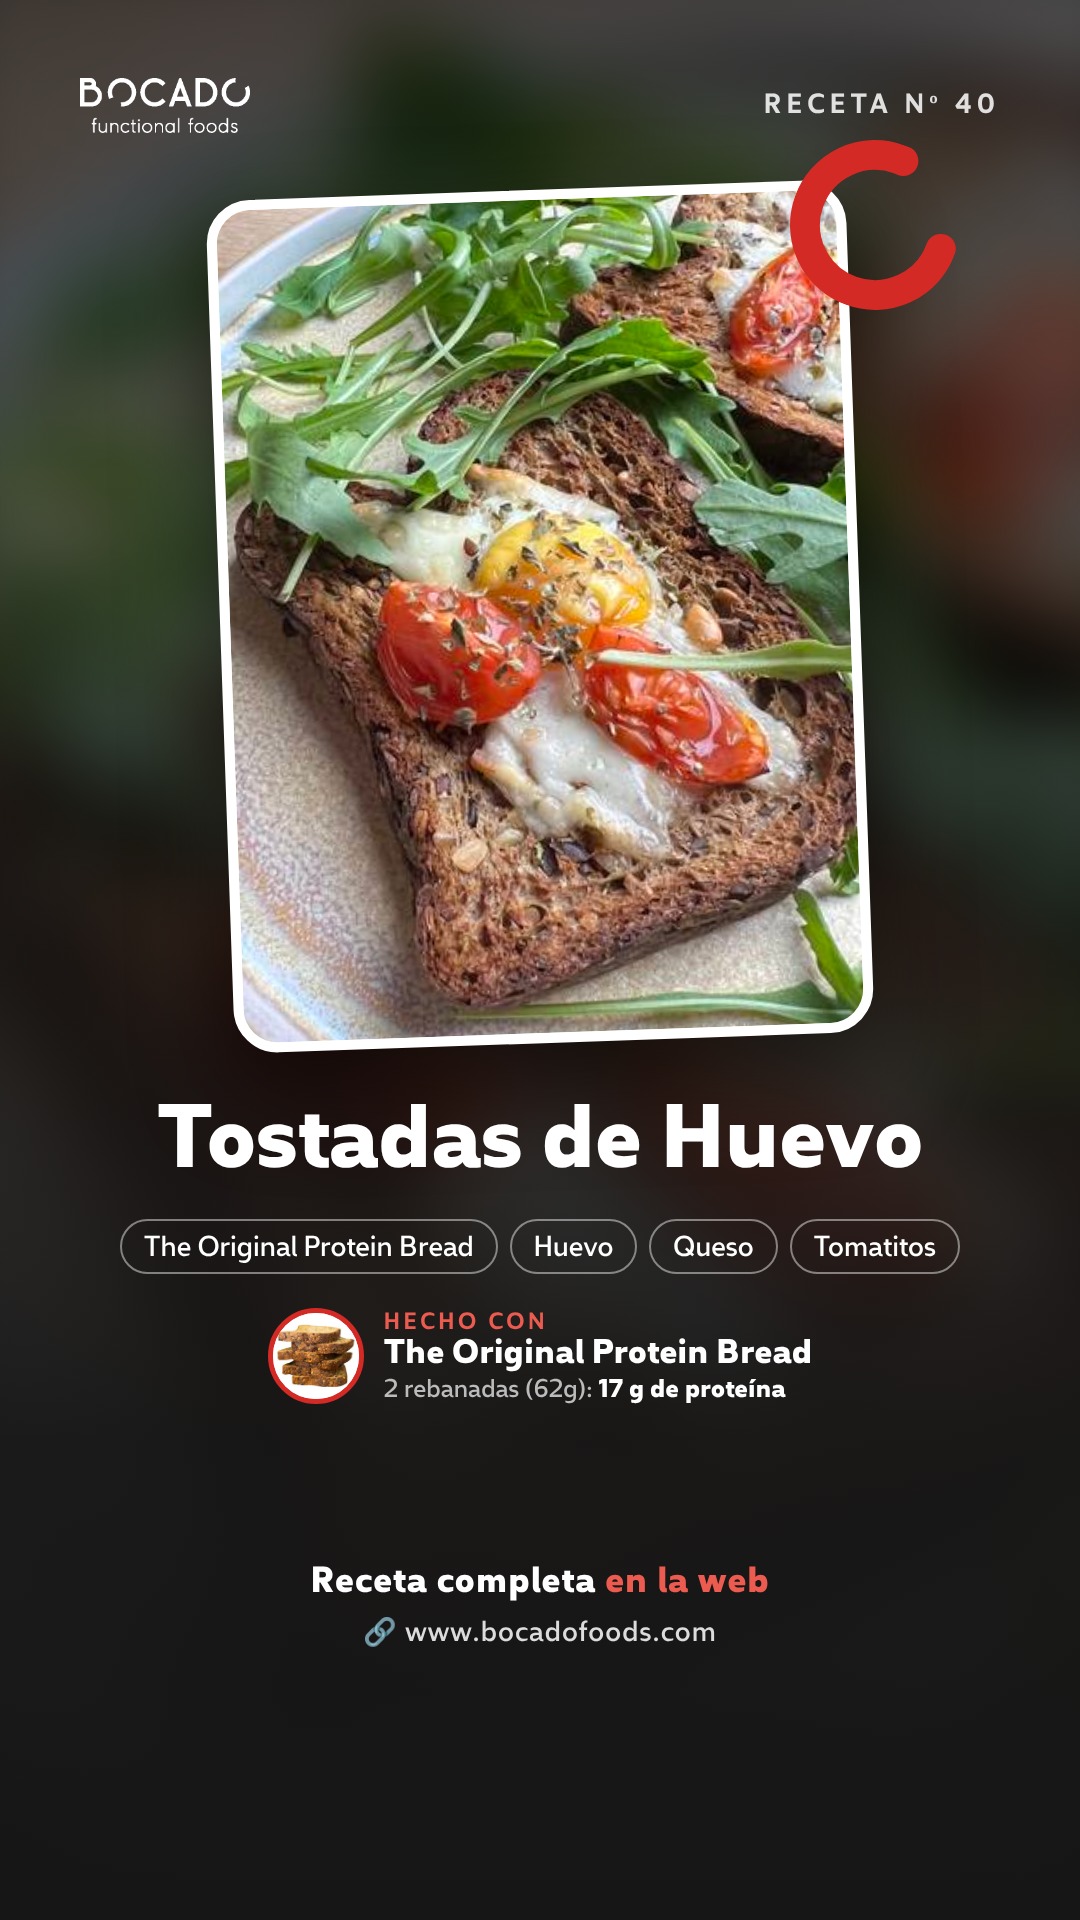 BOCADO
functional foods
RECETA Nº 40
Tostadas de Huevo
The Original Protein Bread
Huevo
Queso
Tomatitos
HECHO CON
The Original Protein Bread
2 rebanadas (62g): 17 g de proteína
Receta completa en la web
🔗 www.bocadofoods.com